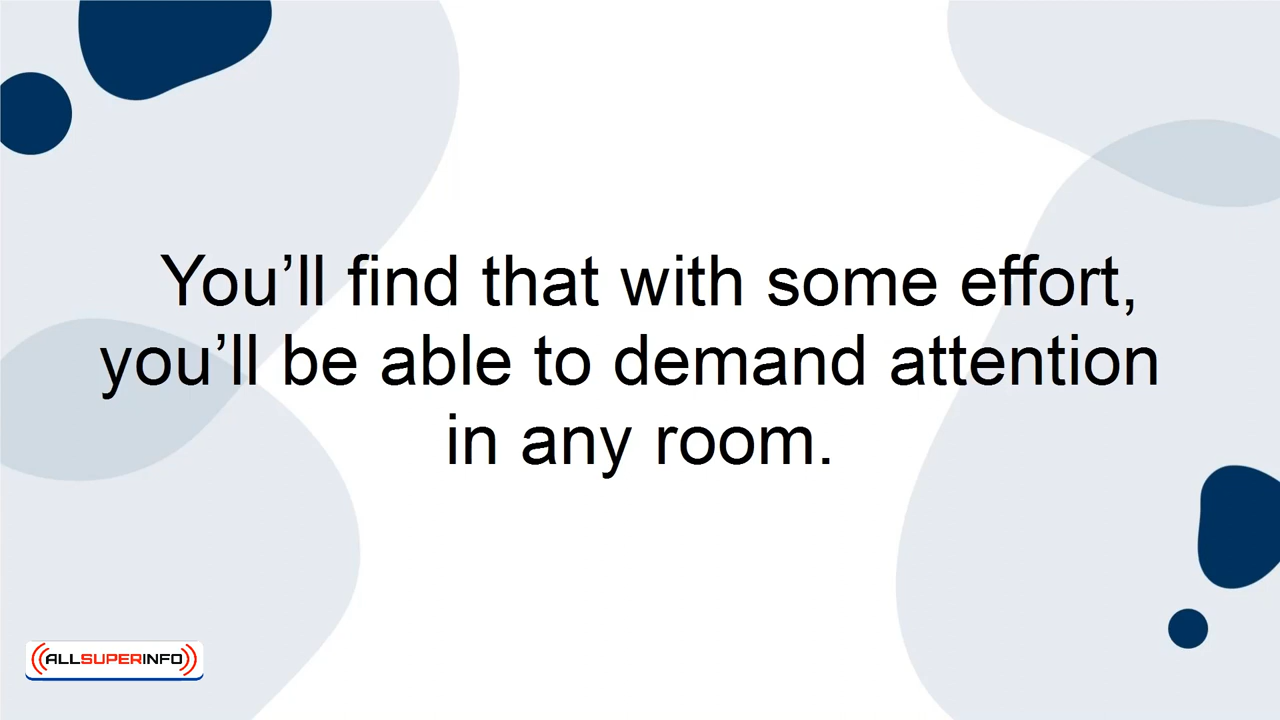 You’ll find that with some effort,
you’ll be able to demand attention
in any room.
ALLSUPERINFO